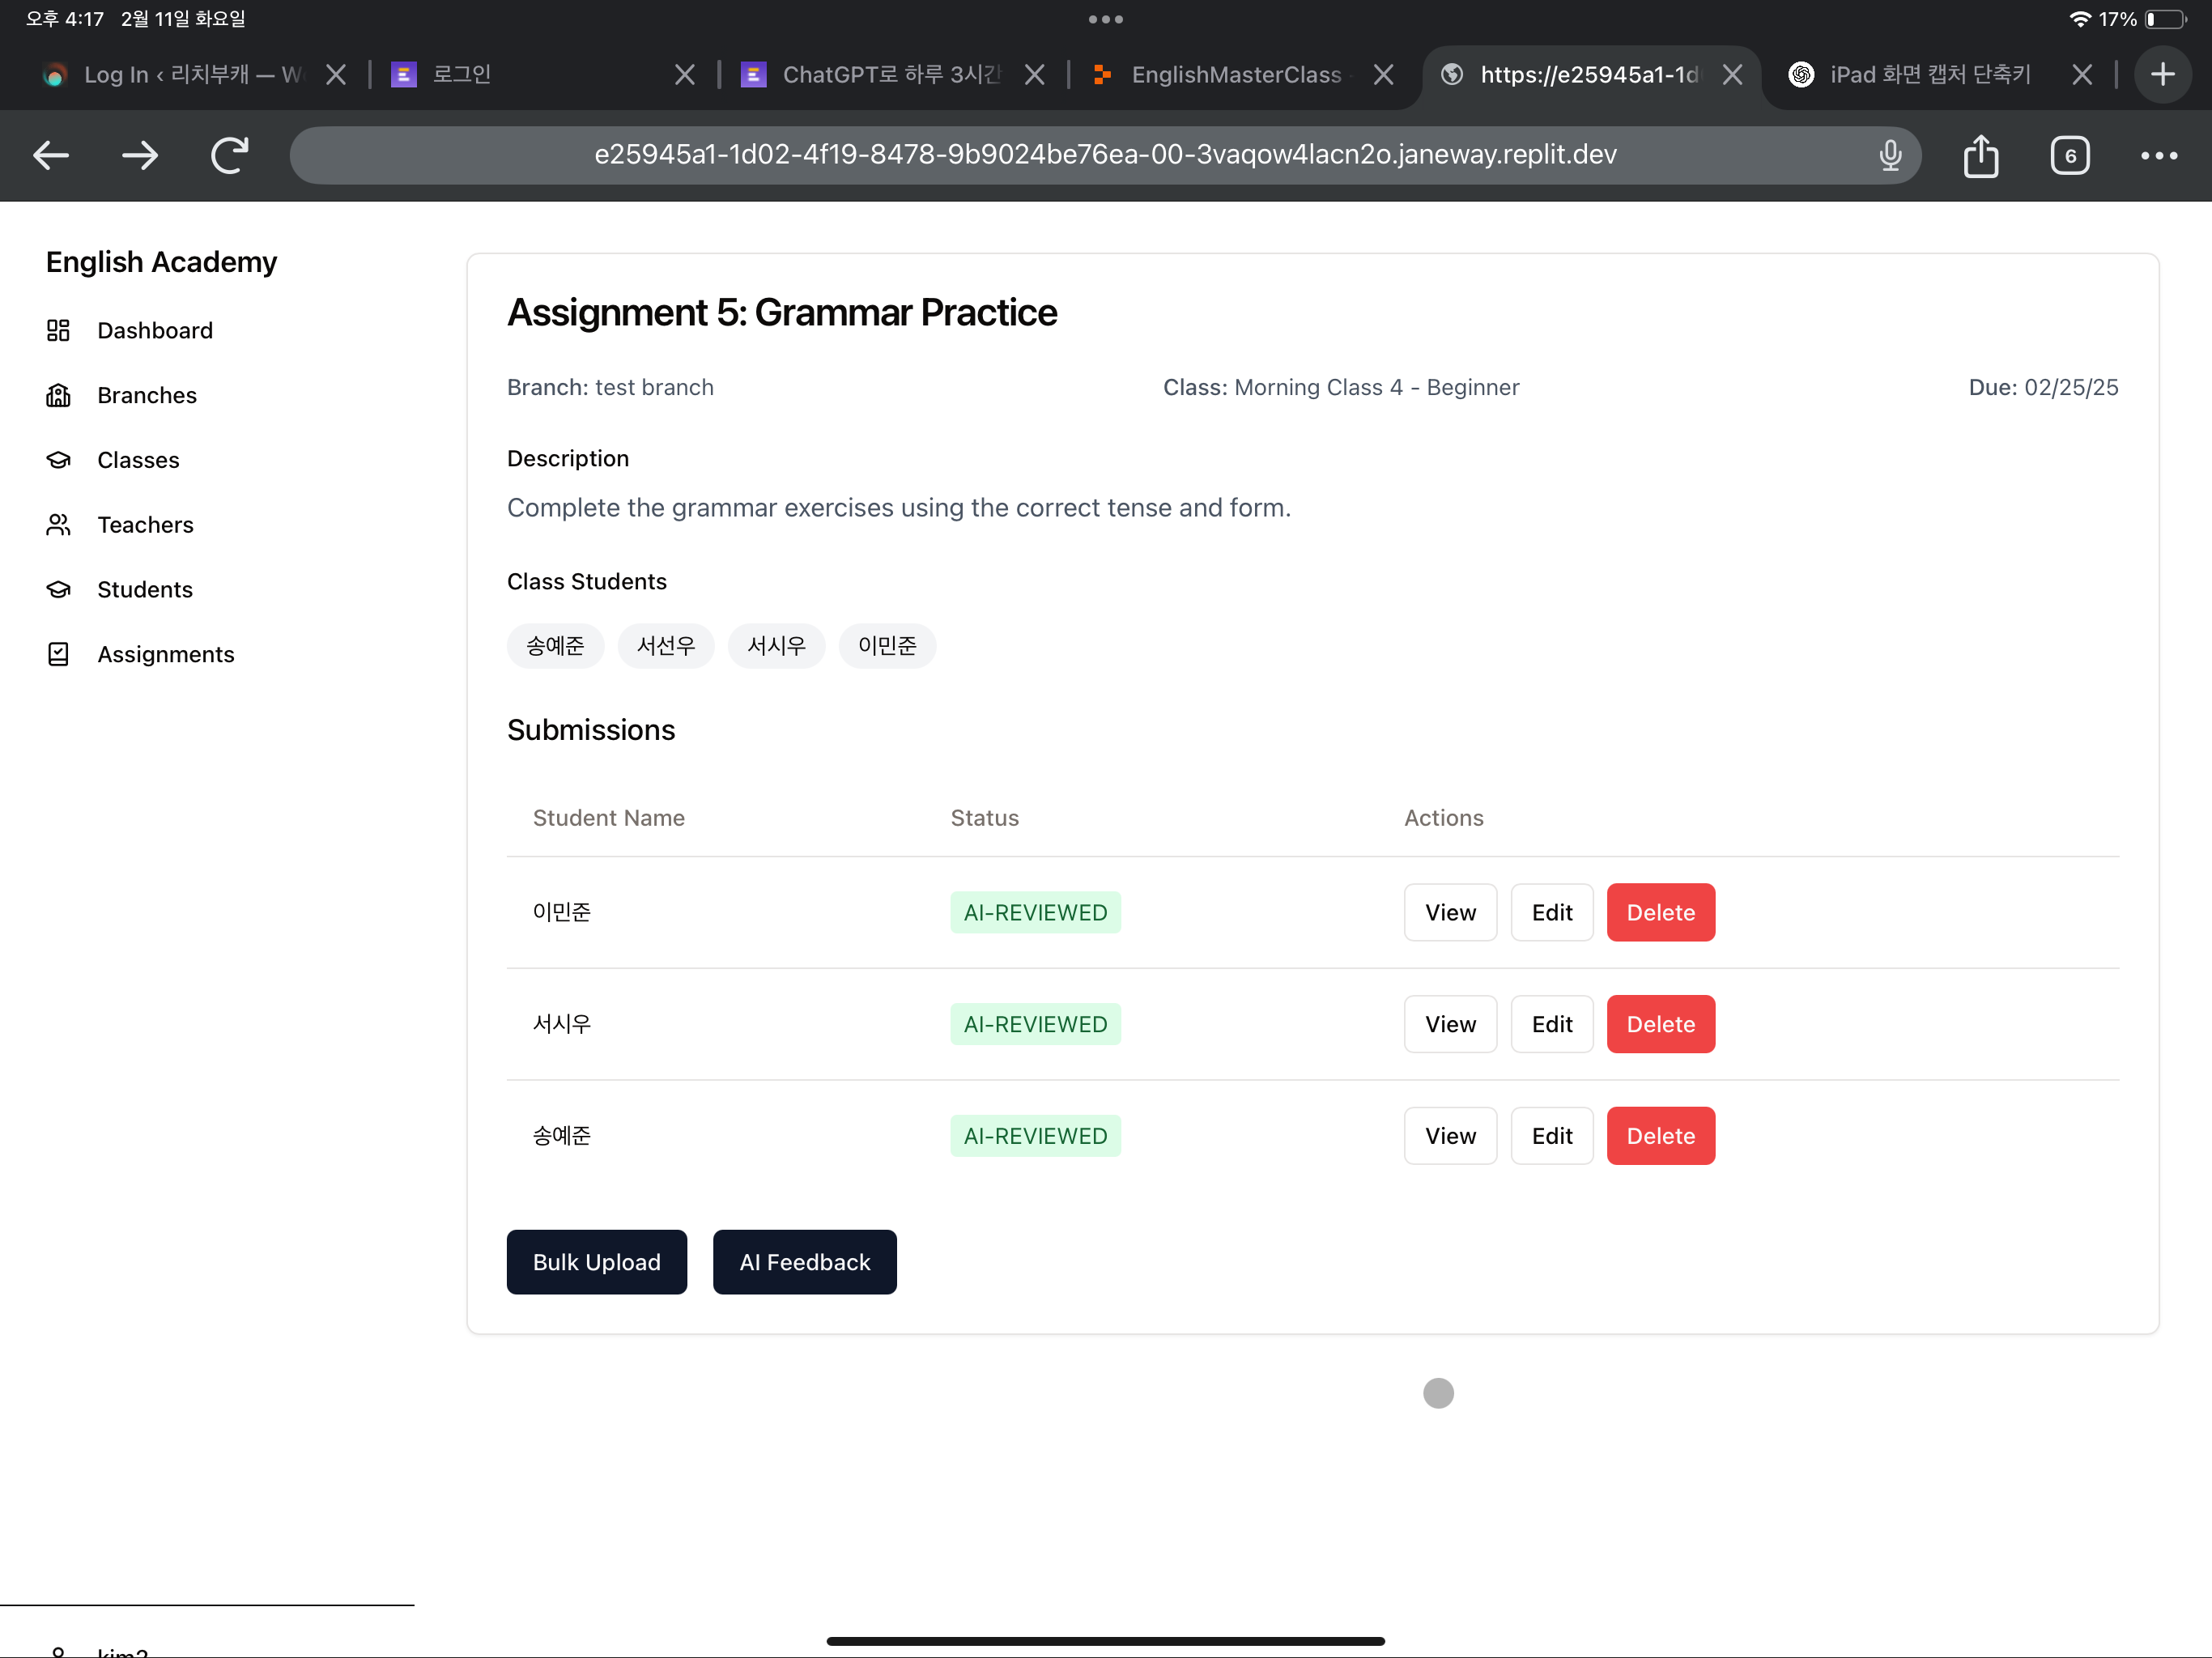 오후 4:17 2월 11일 화요일
17%
Log In ‹ 리치부캐 — W
로그인
ChatGPT로 하루 3시간
EnglishMasterClass
https://e25945a1-1d
iPad 화면 캡처 단축키
e25945a1-1d02-4f19-8478-9b9024be76ea-00-3vaqow4lacn2o.janeway.replit.dev
6
English Academy
Dashboard
Branches
Classes
Teachers
Students
Assignments
Assignment 5: Grammar Practice
Branch: test branch
Class: Morning Class 4 - Beginner
Due: 02/25/25
Description
Complete the grammar exercises using the correct tense and form.
Class Students
송예준 서선우 서시우 이민준
Submissions
Student Name Status Actions
이민준 AI-REVIEWED View Edit Delete
서시우 AI-REVIEWED View Edit Delete
송예준 AI-REVIEWED View Edit Delete
Bulk Upload AI Feedback